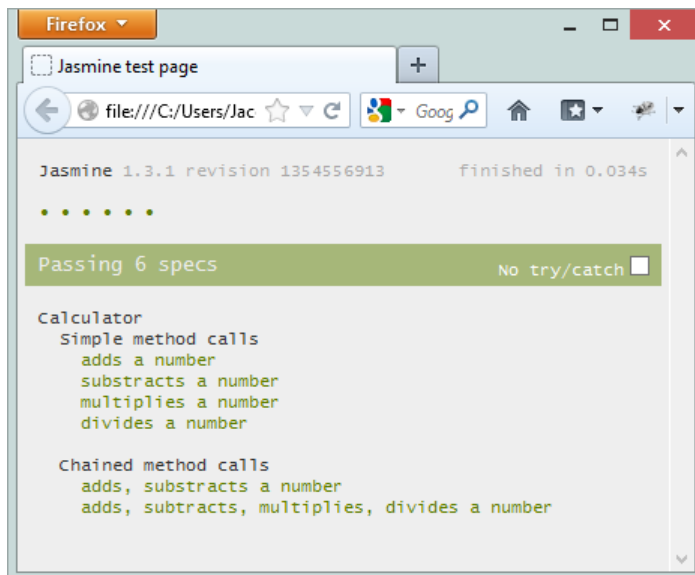 Firefox
Jasmine test page
file:///C:/Users/Jac
Goog
Jasmine 1.3.1 revision 1354556913 finished in 0.034s
Passing 6 specs No try/catch
Calculator
Simple method calls
adds a number
substracts a number
multiplies a number
divides a number
Chained method calls
adds, substracts a number
adds, subtracts, multiplies, divides a number